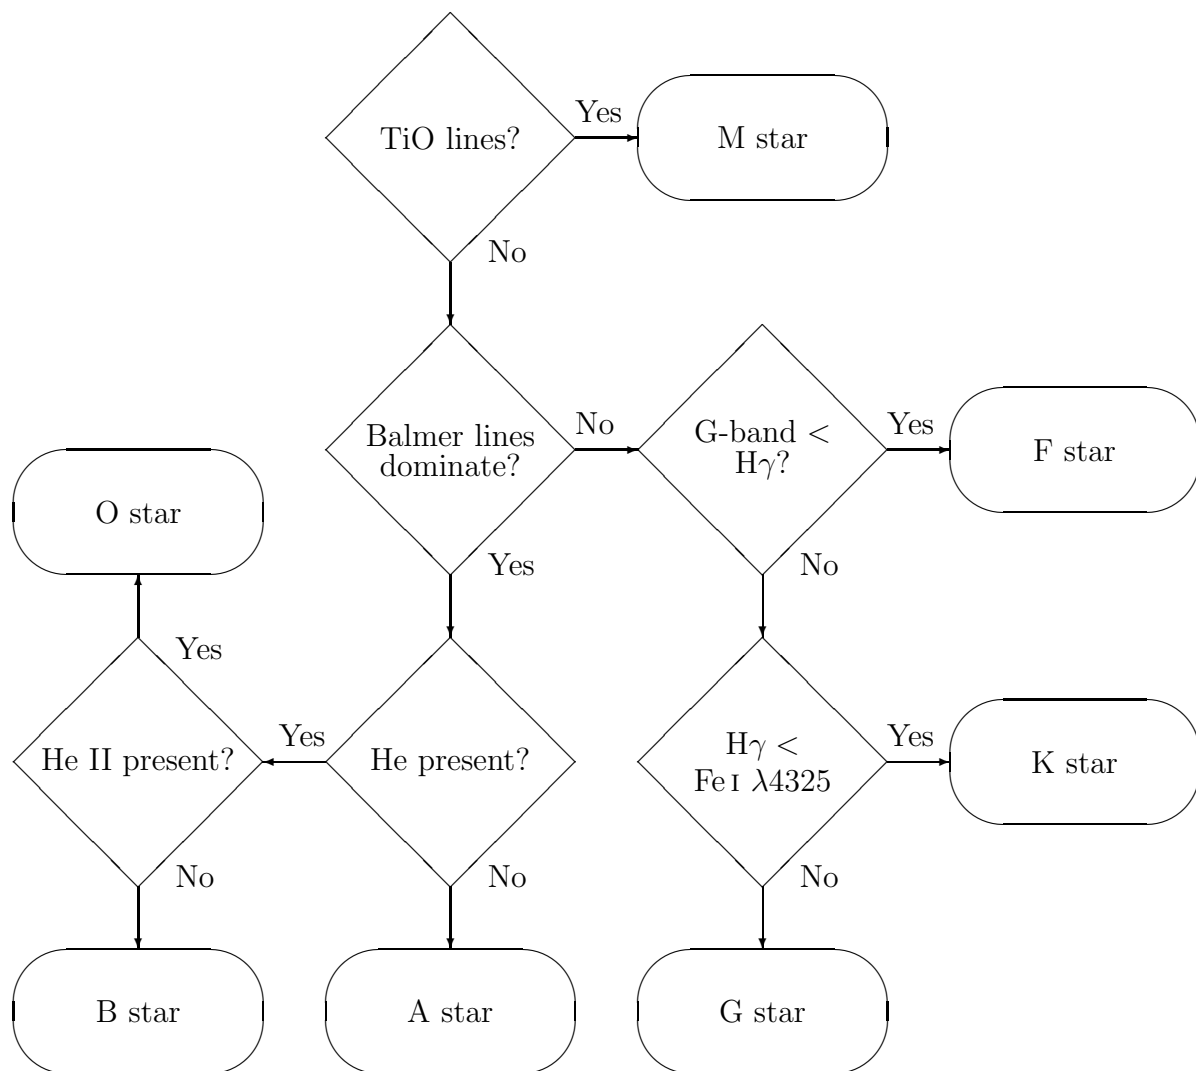 TiO lines?
Yes
M star
No
Balmer lines
dominate?
No
G-band <
Hγ?
Yes
F star
O star
Yes
No
Yes
He II present?
Yes
He present?
Hγ <
Fe I λ4325
Yes
K star
No
No
No
B star
A star
G star